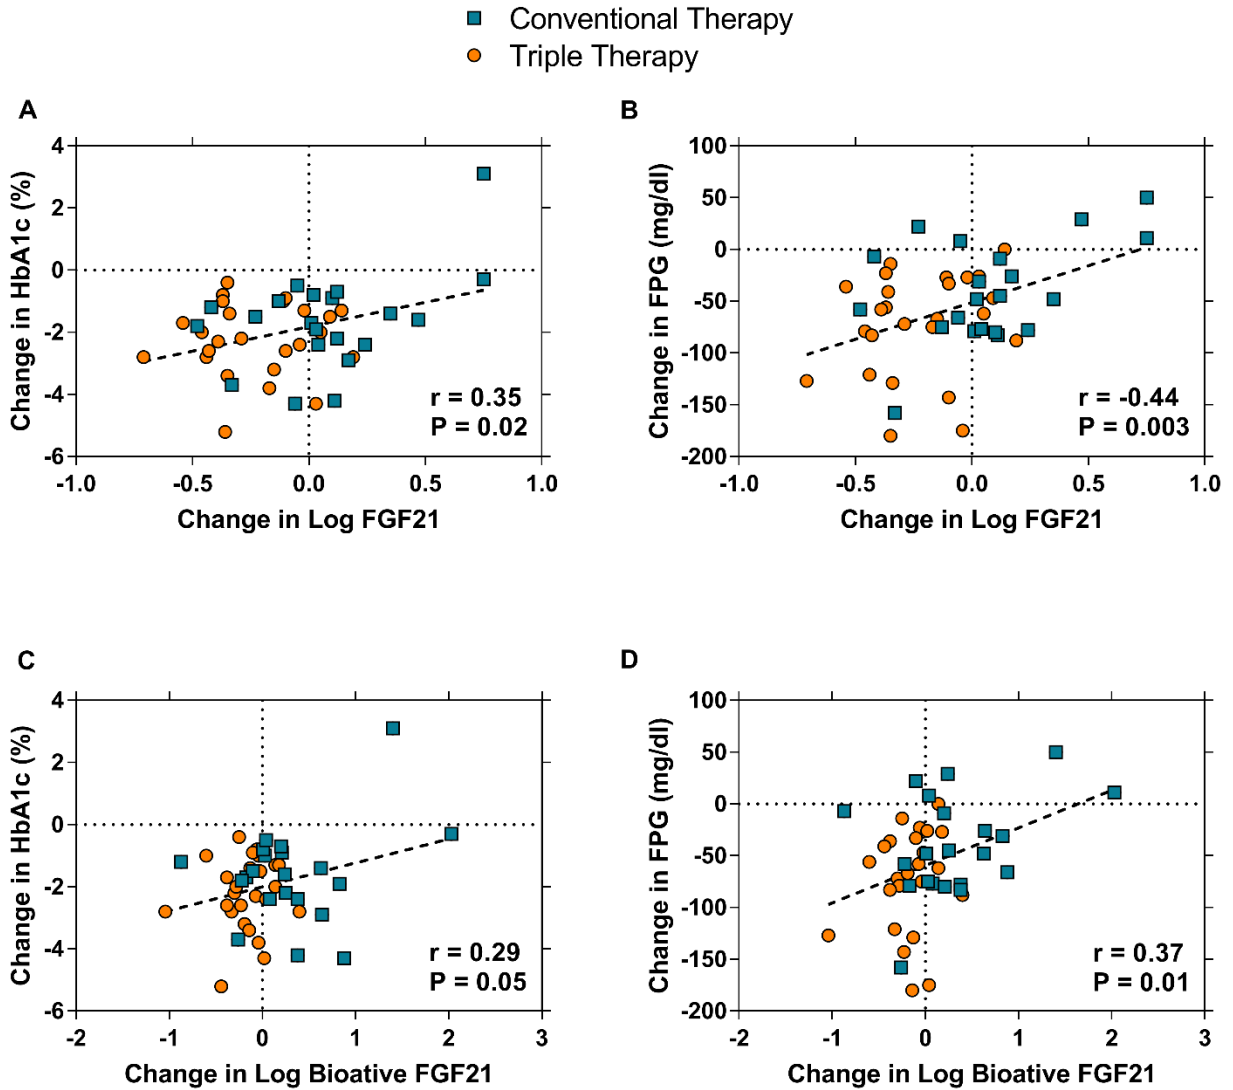 Conventional Therapy
Triple Therapy
A
Change in HbA1c (%)
4
2
0
-2
-4
-6
r = 0.35
P = 0.02
-1.0 -0.5 0.0 0.5 1.0
Change in Log FGF21
B
Change in FPG (mg/dl)
100
50
0
-50
-100
-150
-200
r = -0.44
P = 0.003
-1.0 -0.5 0.0 0.5 1.0
Change in Log FGF21
C
Change in HbA1c (%)
4
2
0
-2
-4
-6
r = 0.29
P = 0.05
-2 -1 0 1 2 3
Change in Log Bioative FGF21
D
Change in FPG (mg/dl)
100
50
0
-50
-100
-150
-200
r = 0.37
P = 0.01
-2 -1 0 1 2 3
Change in Log Bioative FGF21